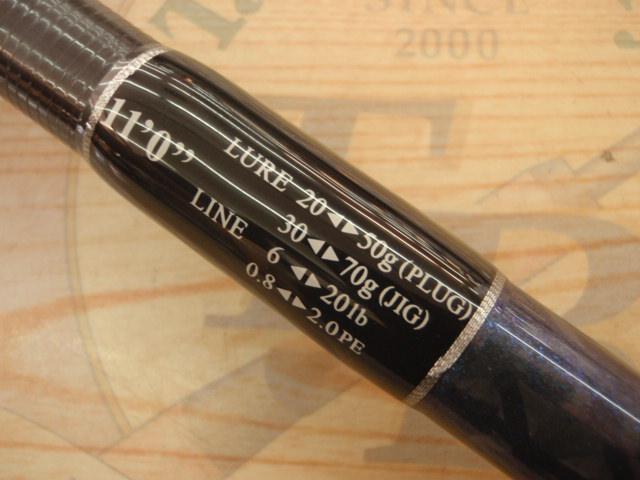 SINCE
2000
11'0"
LURE 20◀▶50g (PLUG)
30◀▶70g (JIG)
LINE 6 ◀▶20lb
0.8◀▶2.0PE